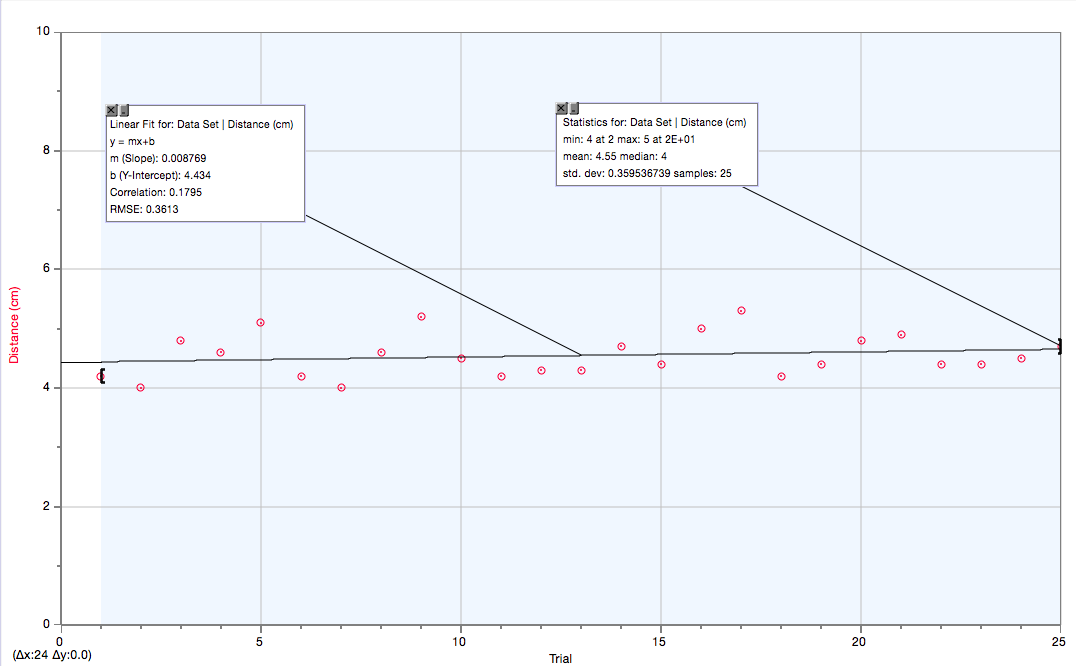 10
8
6
4
2
0
Distance (cm)
Linear Fit for: Data Set | Distance (cm)
y = mx+b
m (Slope): 0.008769
b (Y-Intercept): 4.434
Correlation: 0.1795
RMSE: 0.3613
Statistics for: Data Set | Distance (cm)
min: 4 at 2 max: 5 at 2E+01
mean: 4.55 median: 4
std. dev: 0.359536739 samples: 25
0 5 10 15 20 25
(Δx:24 Δy:0.0)
Trial